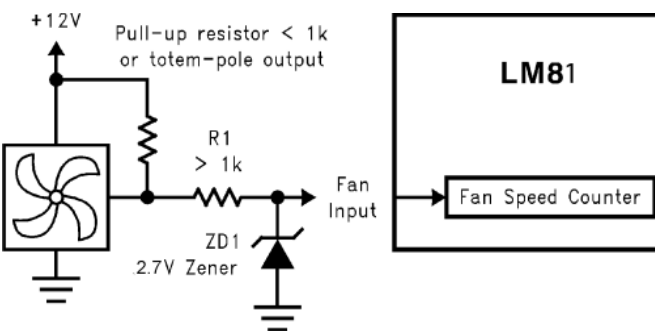 +12V
Pull-up resistor < 1k
or totem-pole output
R1
> 1k
Fan
Input
ZD1
2.7V Zener
LM81
Fan Speed Counter